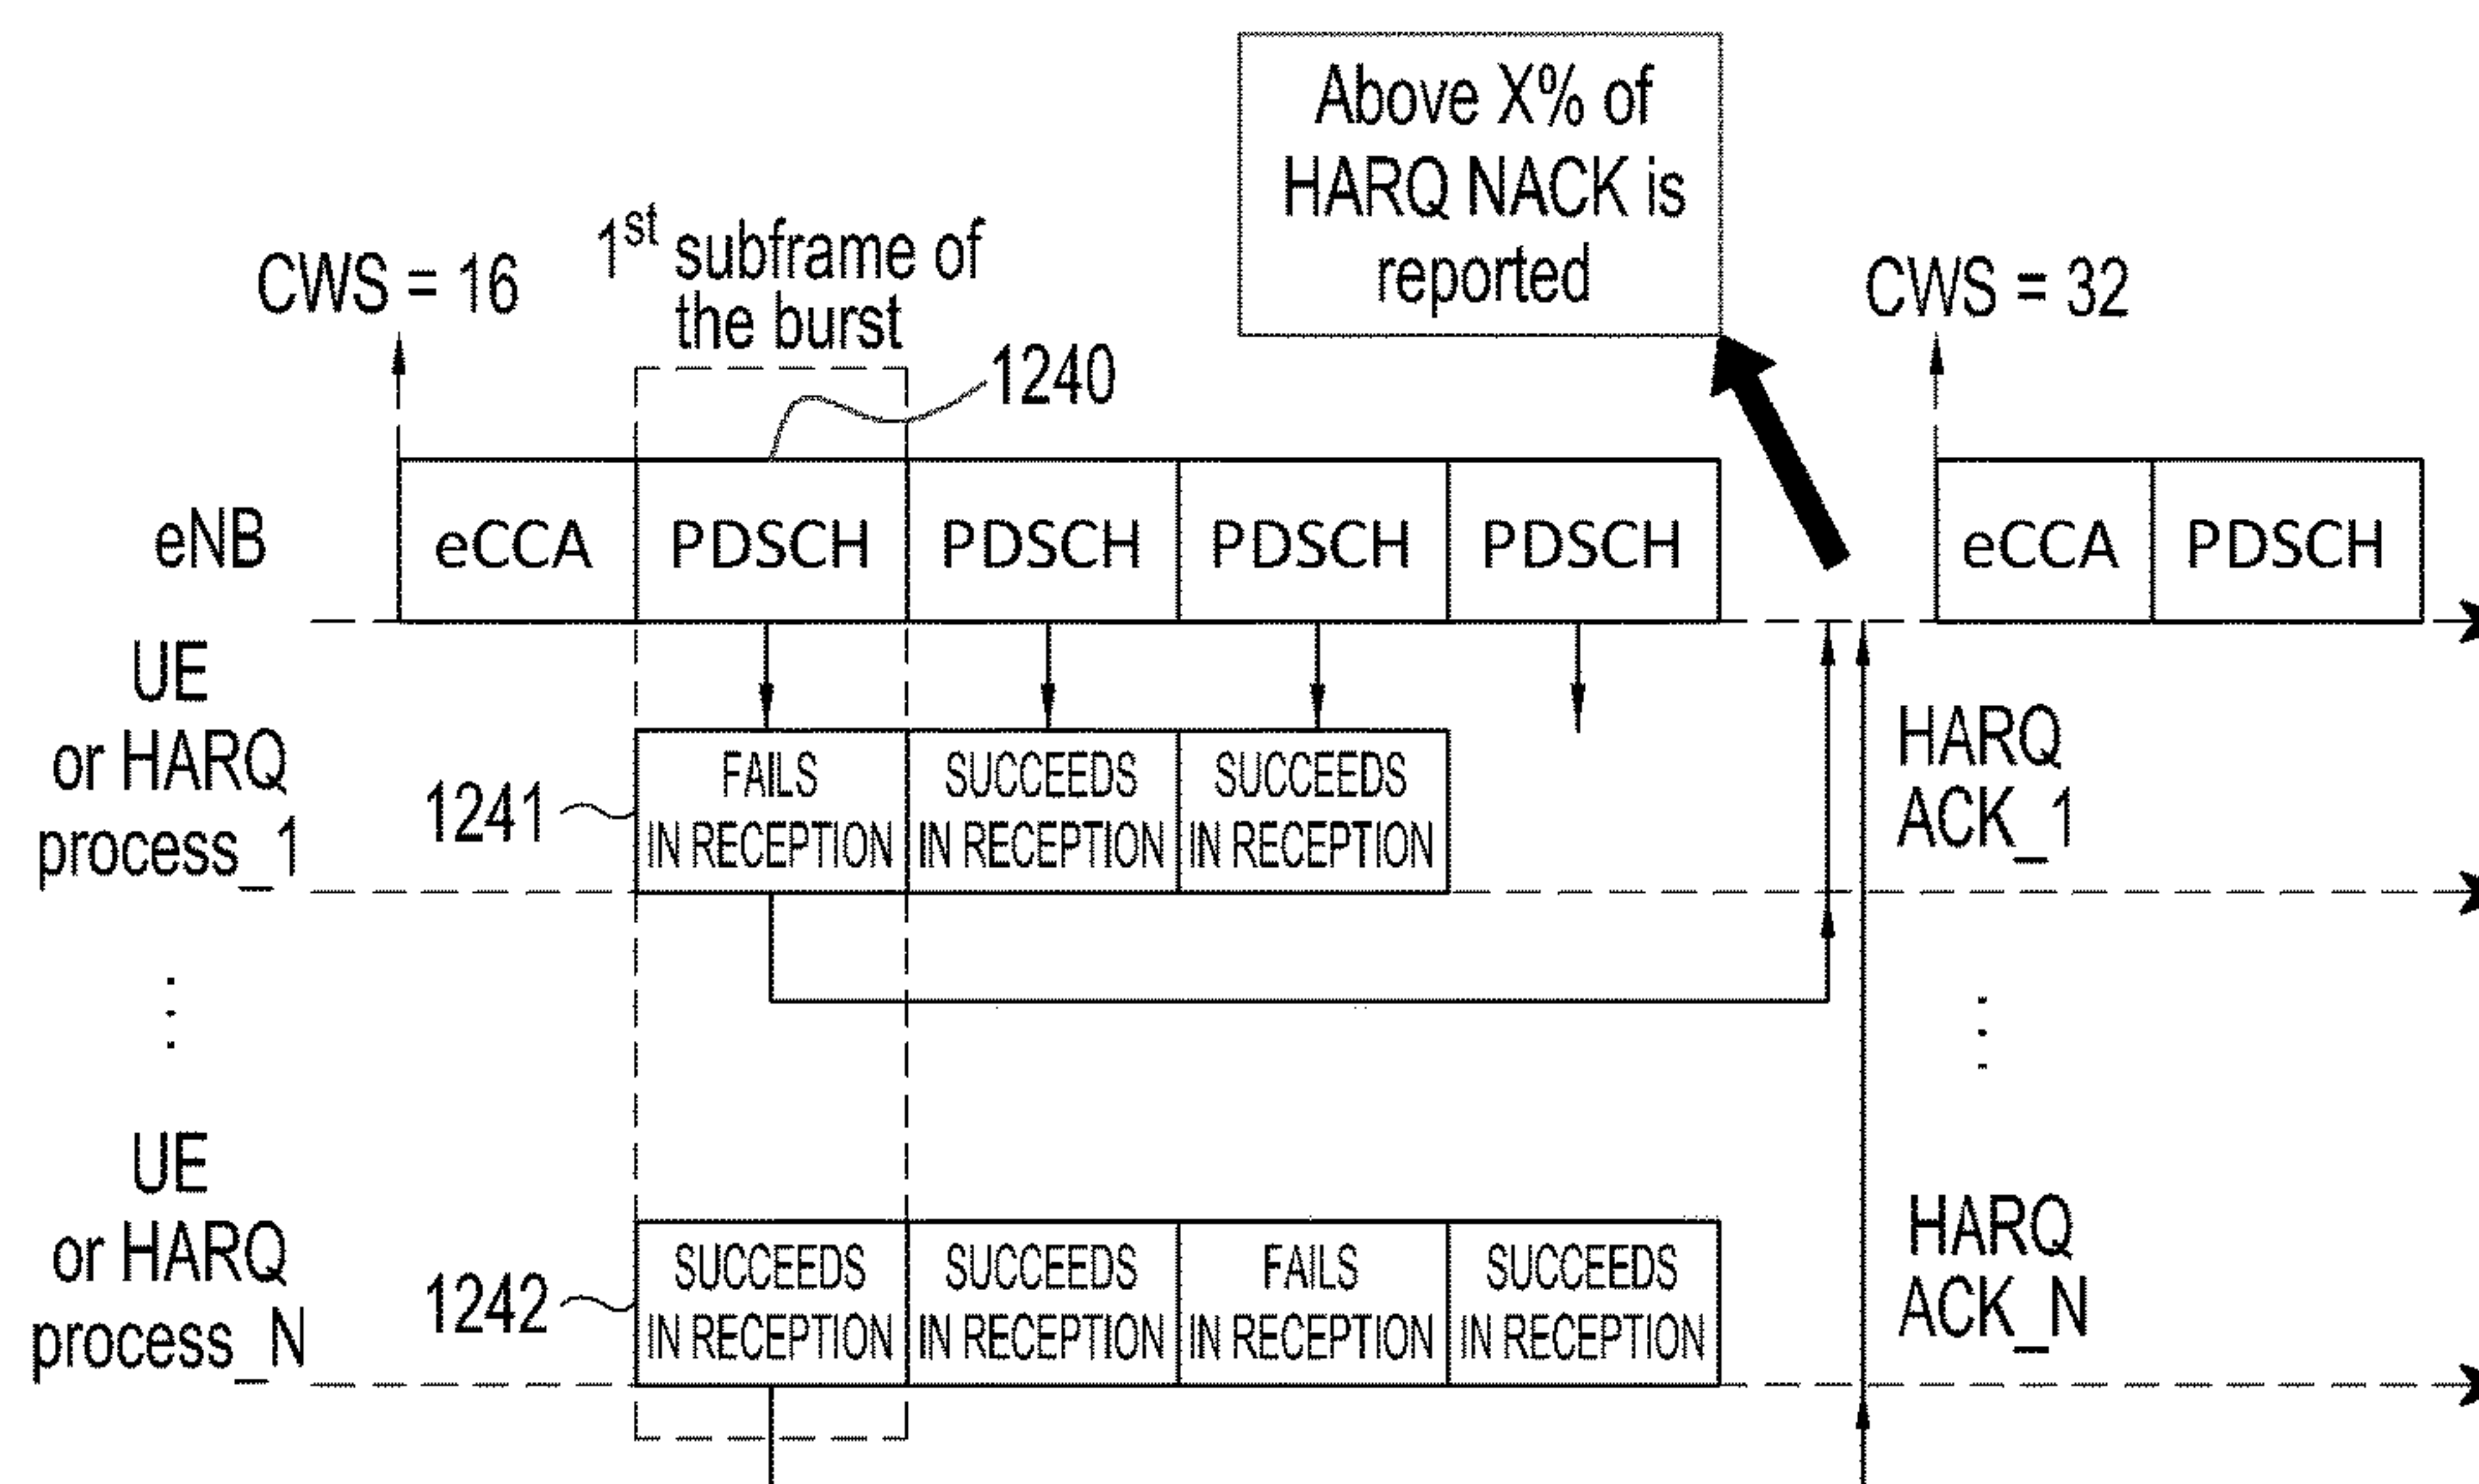 Above X% of
HARQ NACK is
reported
1st subframe of
the burst
CWS = 16
CWS = 32
1240
eNB
eCCA
PDSCH
PDSCH
PDSCH
PDSCH
eCCA
PDSCH
UE
or HARQ
process_1
1241
FAILS
IN RECEPTION
SUCCEEDS
IN RECEPTION
SUCCEEDS
IN RECEPTION
HARQ
ACK_1
UE
or HARQ
process_N
1242
SUCCEEDS
IN RECEPTION
SUCCEEDS
IN RECEPTION
FAILS
IN RECEPTION
SUCCEEDS
IN RECEPTION
HARQ
ACK_N